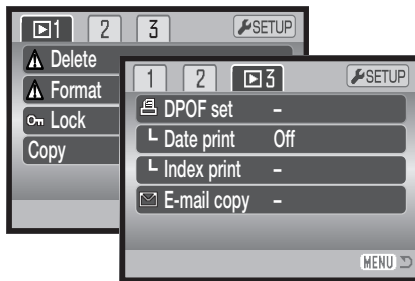 1 2 3 SETUP
Delete
Format
Lock
Copy
1 2 3 SETUP
DPOF set –
Date print Off
Index print –
E-mail copy –
MENU